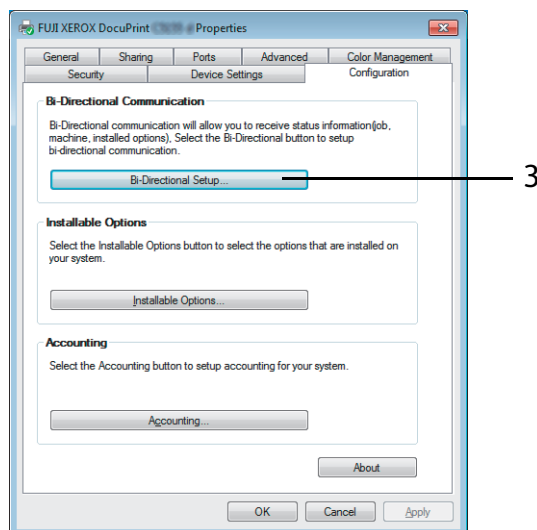 FUJI XEROX DocuPrint Properties
General Sharing Ports Advanced Color Management
Security Device Settings Configuration
Bi-Directional Communication
Bi-Directional communication will allow you to receive status
information(job,
machine, installed options), Select the Bi-Directional button to
setup
bi-directional communication.
Bi-Directional Setup...
3
Installable Options
Select the Installable Options button to select the options that are installed on
your system.
Installable Options...
Accounting
Select the Accounting button to setup accounting for your system.
Accounting...
About
OK Cancel Apply